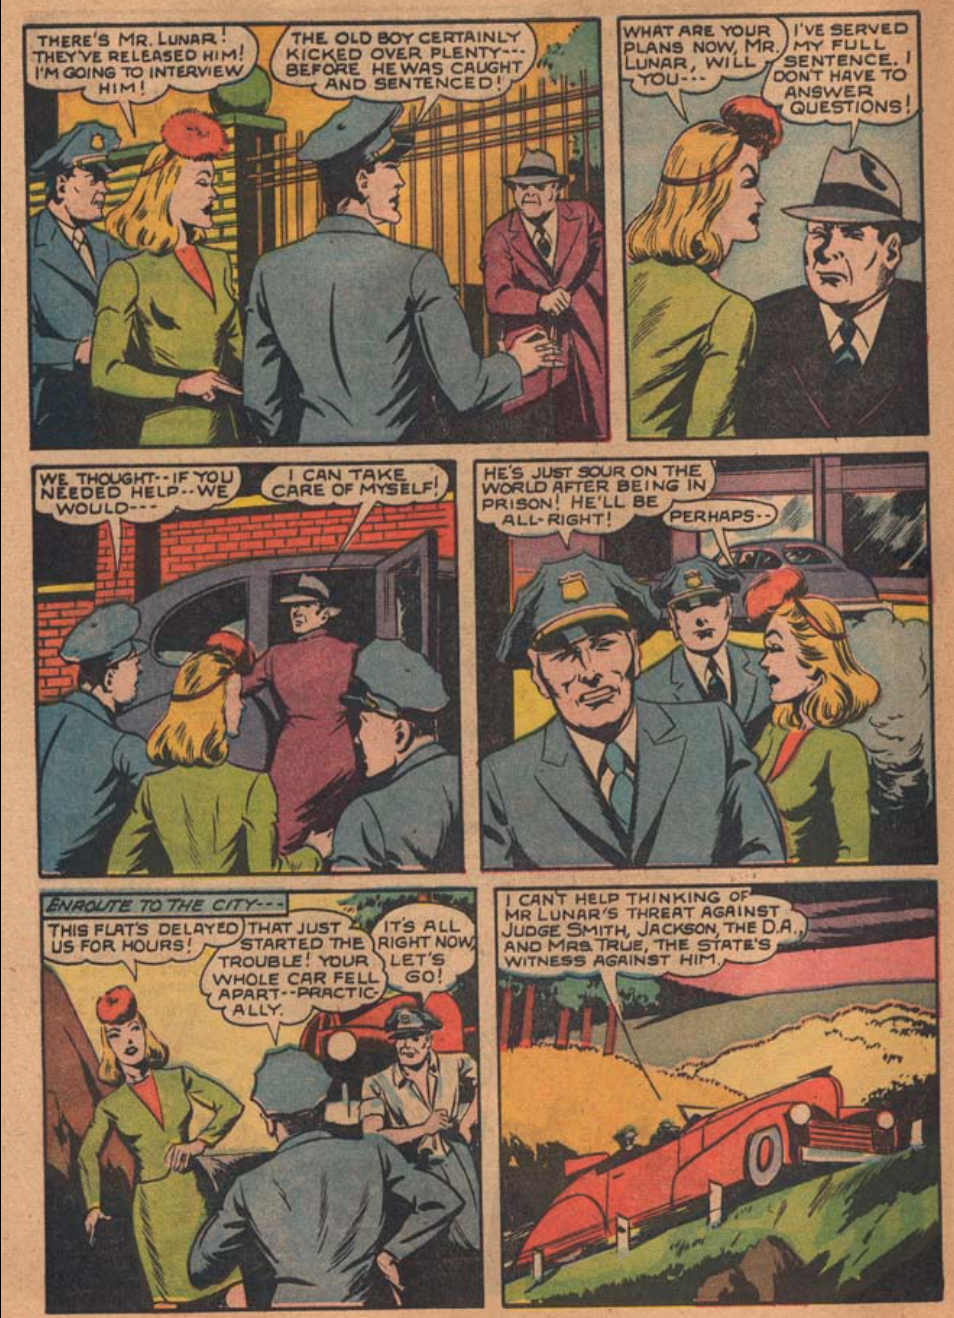 THERE'S MR. LUNAR!
THEY'VE RELEASED HIM!
I'M GOING TO INTERVIEW
HIM!
THE OLD BOY CERTAINLY
KICKED OVER PLENTY---
BEFORE HE WAS CAUGHT
AND SENTENCED!
WHAT ARE YOUR
PLANS NOW, MR.
LUNAR, WILL
YOU---
I'VE SERVED
MY FULL
SENTENCE. I
DON'T HAVE TO
ANSWER
QUESTIONS!
WE THOUGHT--IF YOU
NEEDED HELP--WE
WOULD---
I CAN TAKE
CARE OF MYSELF!
HE'S JUST SOUR ON THE
WORLD AFTER BEING IN
PRISON! HE'LL BE
ALL-RIGHT!
PERHAPS--
ENROUTE TO THE CITY---
THIS FLAT'S DELAYED
US FOR HOURS!
THAT JUST
STARTED THE
TROUBLE! YOUR
WHOLE CAR FELL
APART--PRACTIC-
ALLY.
IT'S ALL
RIGHT NOW,
LET'S
GO!
I CAN'T HELP THINKING OF
MR LUNAR'S THREAT AGAINST
JUDGE SMITH, JACKSON, THE D.A.,
AND MRS. TRUE, THE STATE'S
WITNESS AGAINST HIM.